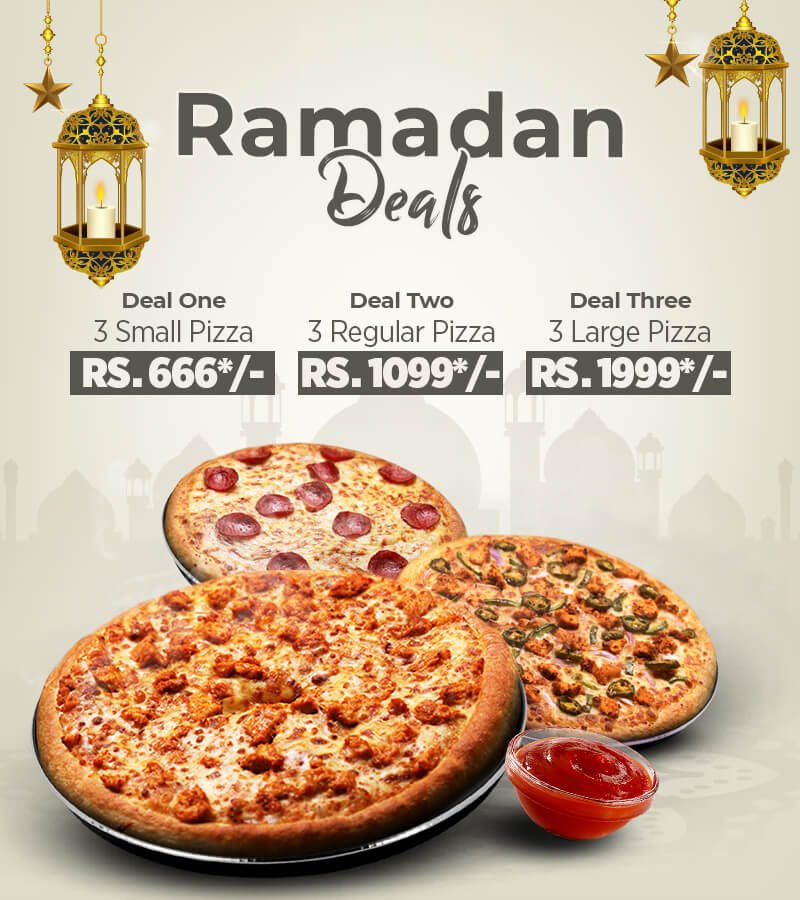 Ramadan
Deals
Deal One
3 Small Pizza
RS. 666*/-
Deal Two
3 Regular Pizza
RS. 1099*/-
Deal Three
3 Large Pizza
RS. 1999*/-